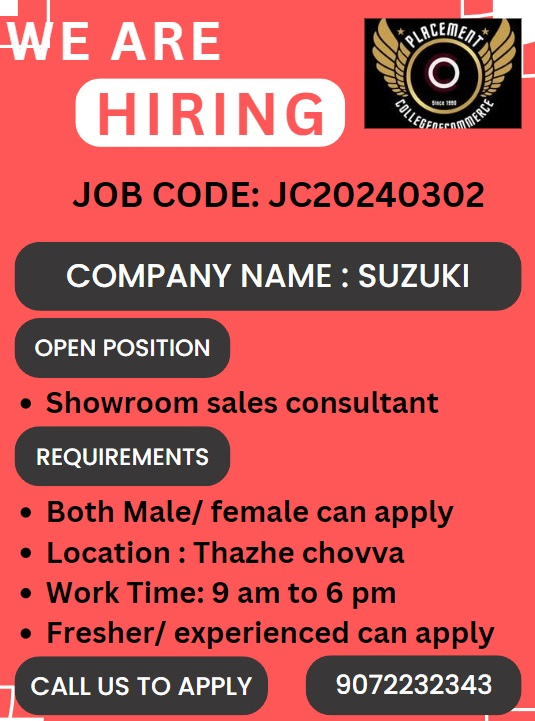 WE ARE
HIRING
PLACEMENT
Since 1990
COLLEGEOFCOMMERCE
JOB CODE: JC20240302
COMPANY NAME : SUZUKI
OPEN POSITION
• Showroom sales consultant
REQUIREMENTS
• Both Male/ female can apply
• Location : Thazhe chovva
• Work Time: 9 am to 6 pm
• Fresher/ experienced can apply
CALL US TO APPLY
9072232343